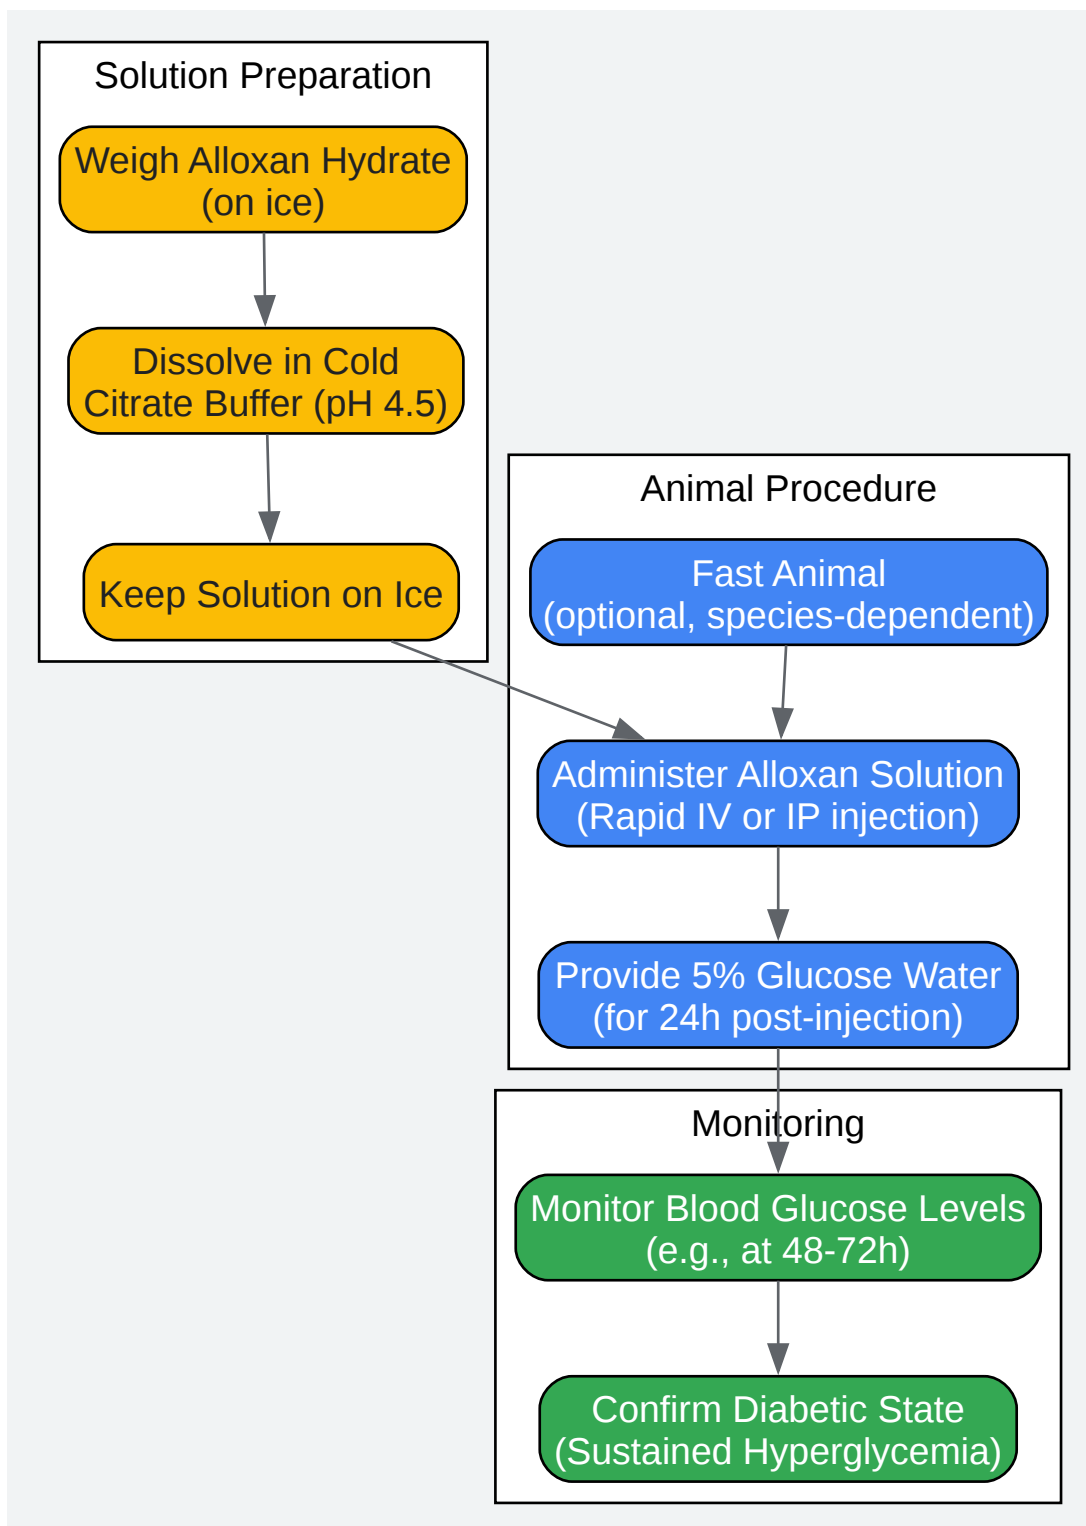 Solution Preparation
Weigh Alloxan Hydrate
(on ice)
Dissolve in Cold
Citrate Buffer (pH 4.5)
Keep Solution on Ice
Animal Procedure
Fast Animal
(optional, species-dependent)
Administer Alloxan Solution
(Rapid IV or IP injection)
Provide 5% Glucose Water
(for 24h post-injection)
Monitoring
Monitor Blood Glucose Levels
(e.g., at 48-72h)
Confirm Diabetic State
(Sustained Hyperglycemia)